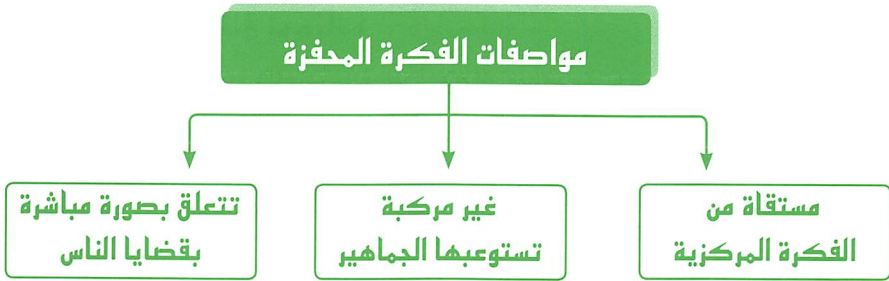 مواصفات الفكرة المحفزة
مستقاة من
الفكرة المركزية
غير مركبة
تستوعبها الجماهير
تتعلق بصورة مباشرة
بقضايا الناس